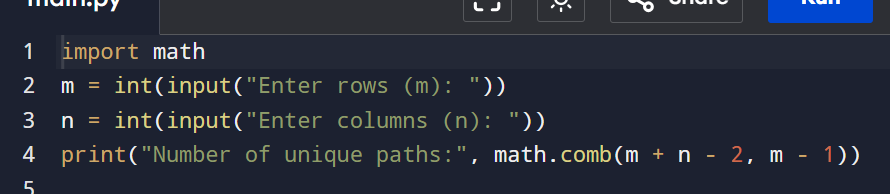 main.py Share Run
1 import math
2 m = int(input("Enter rows (m): "))
3 n = int(input("Enter columns (n): "))
4 print("Number of unique paths:", math.comb(m + n - 2, m - 1))
5